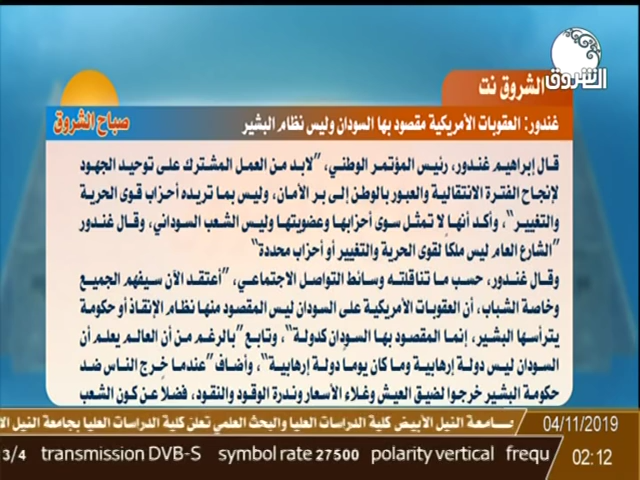 الشروق
الشروق نت
صباح الشروق
غندور: العقوبات الأمريكية مقصود بها السودان وليس نظام البشير
قال إبراهيم غندور، رئيس المؤتمر الوطني، "لابد من العمل المشترك على توحيد الجهود
لإنجاح الفترة الانتقالية والعبور بالوطن إلى بر الأمان، وليس بما تريده أحزاب قوى الحرية
والتغيير"، وأكد أنها لا تمثل سوى أحزابها وعضويتها وليس الشعب السوداني، وقال غندور
"الشارع العام ليس ملكاً لقوى الحرية والتغيير أو أحزاب محددة"
وقال غندور، حسب ما تناقلته وسائط التواصل الاجتماعي، "أعتقد الآن سيفهم الجميع
وخاصة الشباب، أن العقوبات الأمريكية على السودان ليس المقصود منها نظام الإنقاذ أو حكومة
يترأسها البشير، إنما المقصود بها السودان كدولة"، وتابع "بالرغم من أن العالم يعلم أن
السودان ليس دولة إرهابية وما كان يوما دولة إرهابية"، وأضاف "عندما خرج الناس ضد
حكومة البشير خرجوا لضيق العيش وغلاء الأسعار وندرة الوقود والنقود، فضلاً عن كون الشعب
ـامعة النيل الأبيض كلية الدراسات العليا والبحث العلمي تعلن كلية الدراسات العليا بجامعة النيل الا
04/11/2019
3/4 transmission DVB-S symbol rate 27500 polarity vertical frequ
02:12